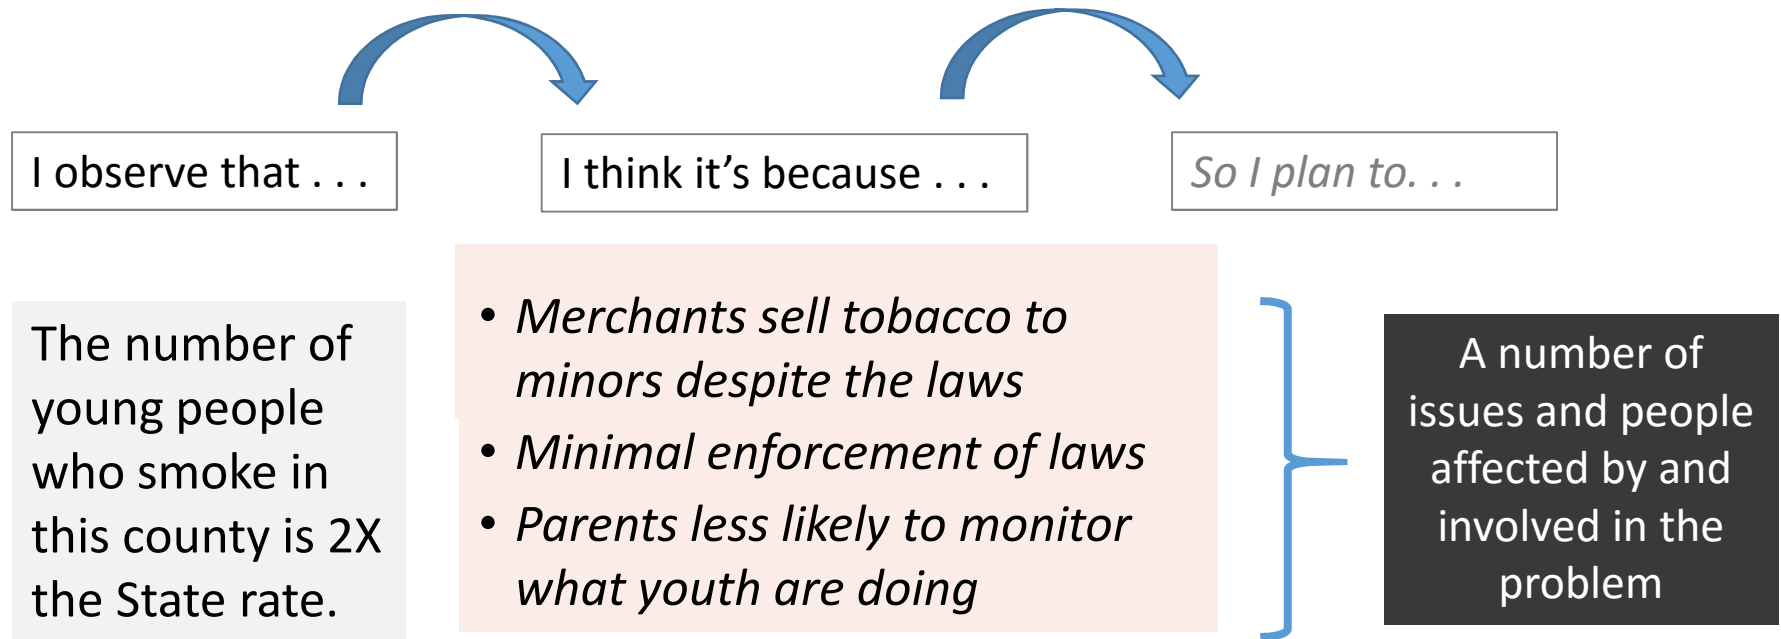 I observe that . . .
I think it’s because . . .
So I plan to. . .
The number of
young people
who smoke in
this county is 2X
the State rate.
• Merchants sell tobacco to
minors despite the laws
• Minimal enforcement of laws
• Parents less likely to monitor
what youth are doing
A number of
issues and people
affected by and
involved in the
problem